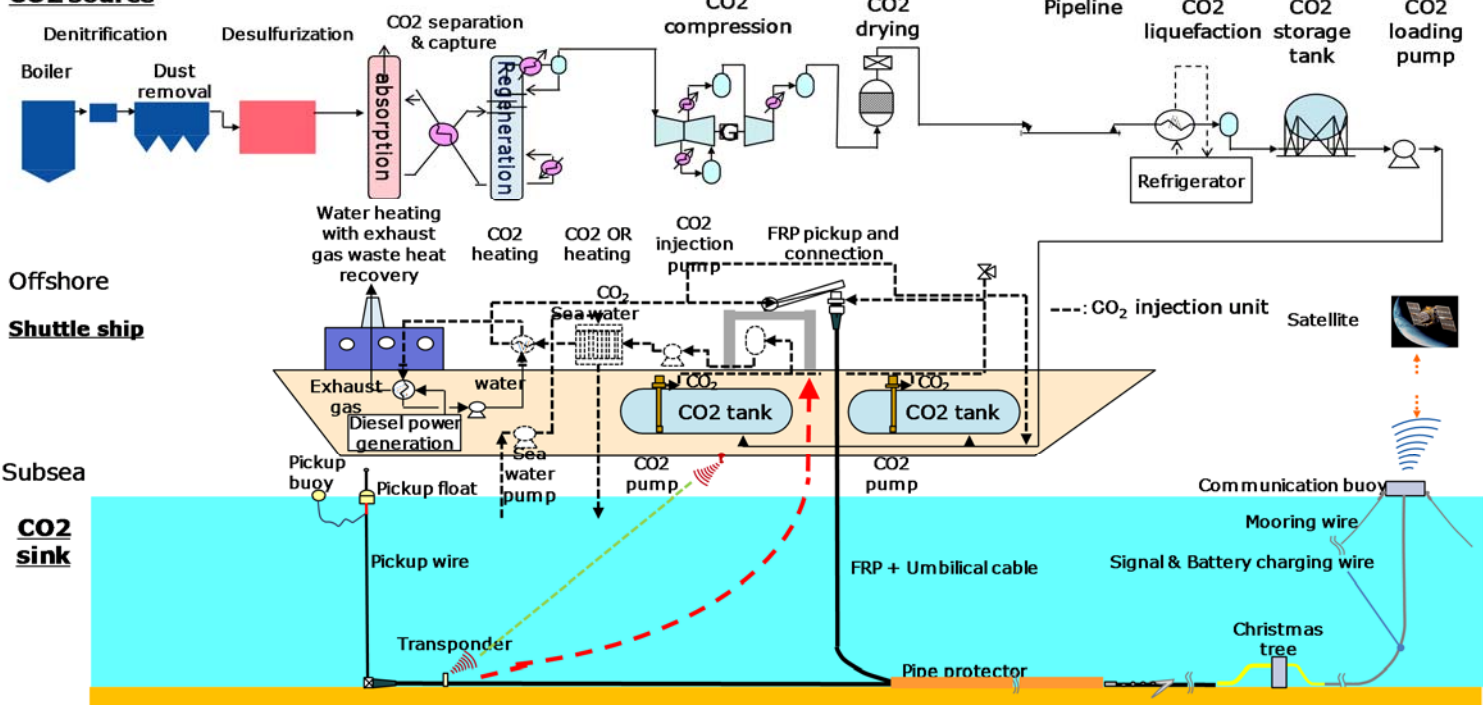 CO2 source
CO2 separation
& capture
CO2
compression
CO2
drying
Pipeline
CO2
liquefaction
CO2
storage
tank
CO2
loading
pump
Denitrification
Desulfurization
Boiler
Dust
removal
absorption
Regeneration
G
Refrigerator
Water heating
with exhaust
gas waste heat
recovery
CO2
heating
CO2 OR
heating
CO2
injection
pump
FRP pickup and
connection
Offshore
Shuttle ship
CO2
Sea water
----: CO2 injection unit
Satellite
Exhaust
gas
water
CO2
CO2
CO2 tank
CO2 tank
Diesel power
generation
Sea
water
pump
Subsea
Pickup
buoy
Pickup float
CO2
pump
CO2
pump
Communication buoy
CO2
sink
Mooring wire
Pickup wire
FRP + Umbilical cable
Signal & Battery charging wire
Transponder
Christmas
tree
Pipe protector